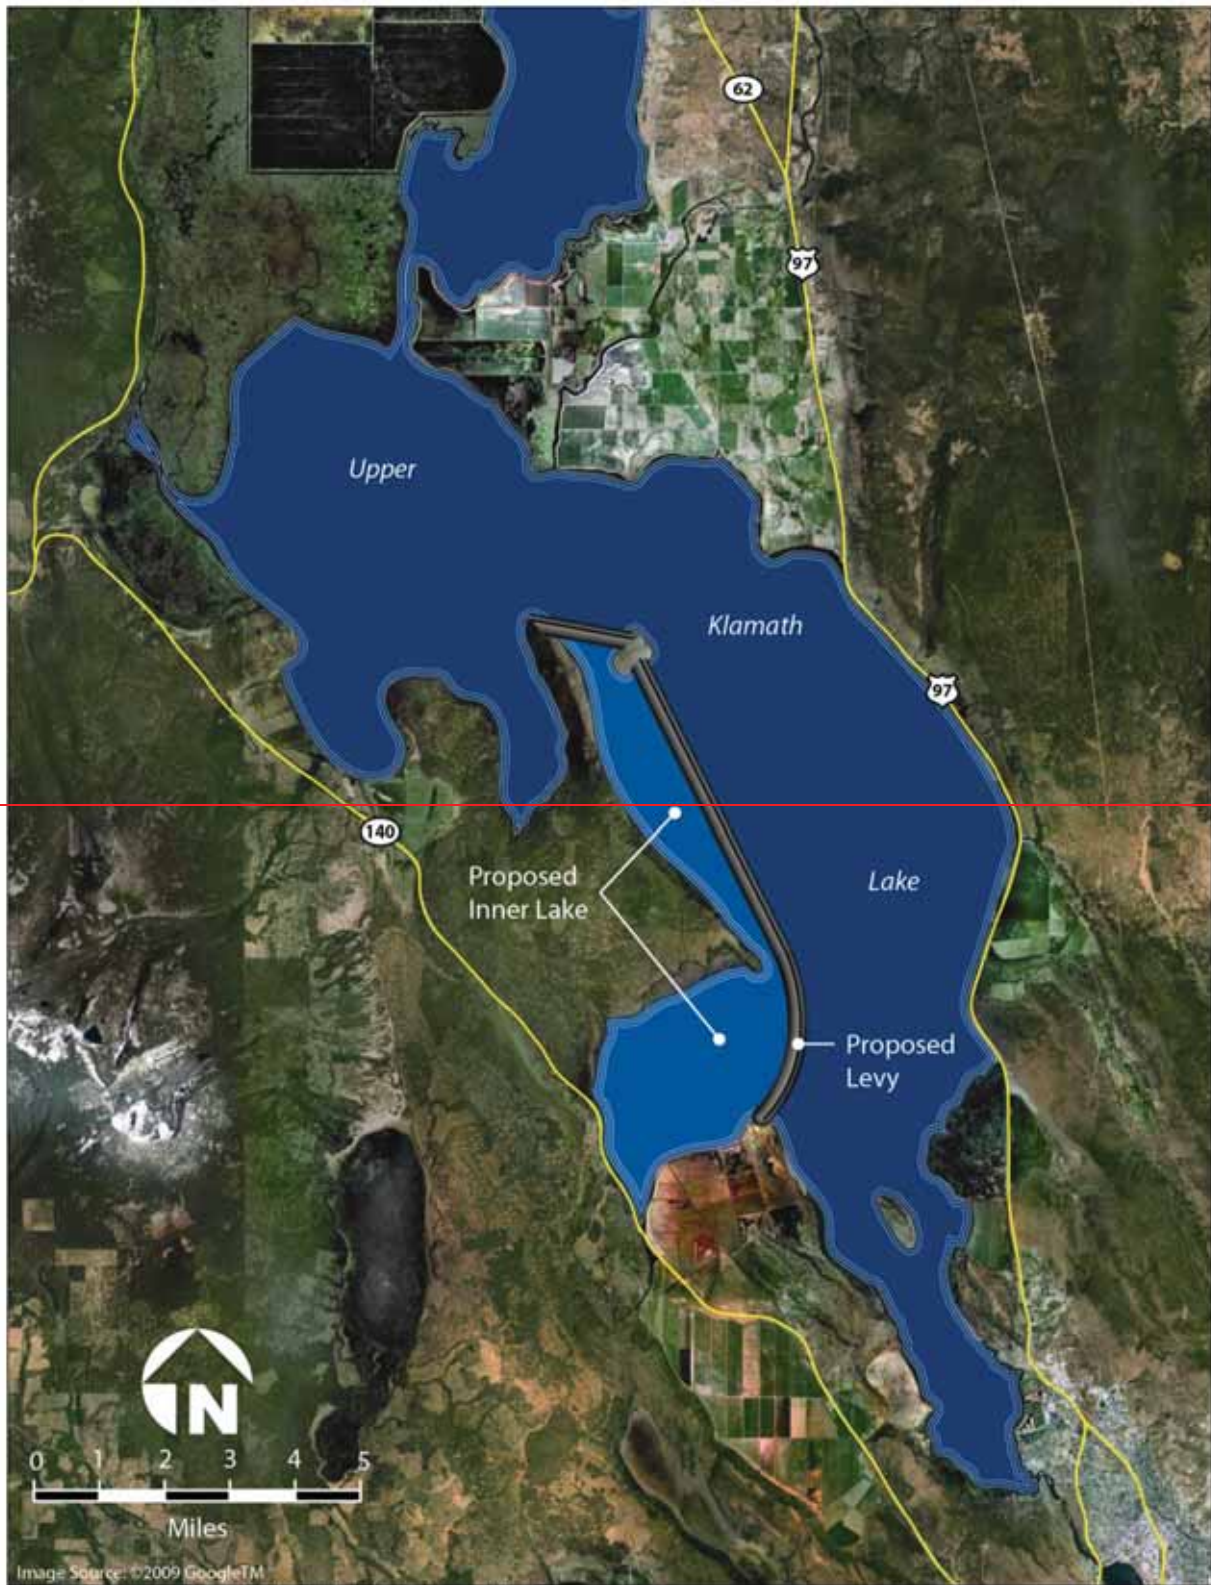 62
97
Upper
Klamath
97
140
Proposed
Inner Lake
Lake
Proposed
Levy
N
0 1 2 3 4 5
Miles
Image Source: ©2009 GoogleTM